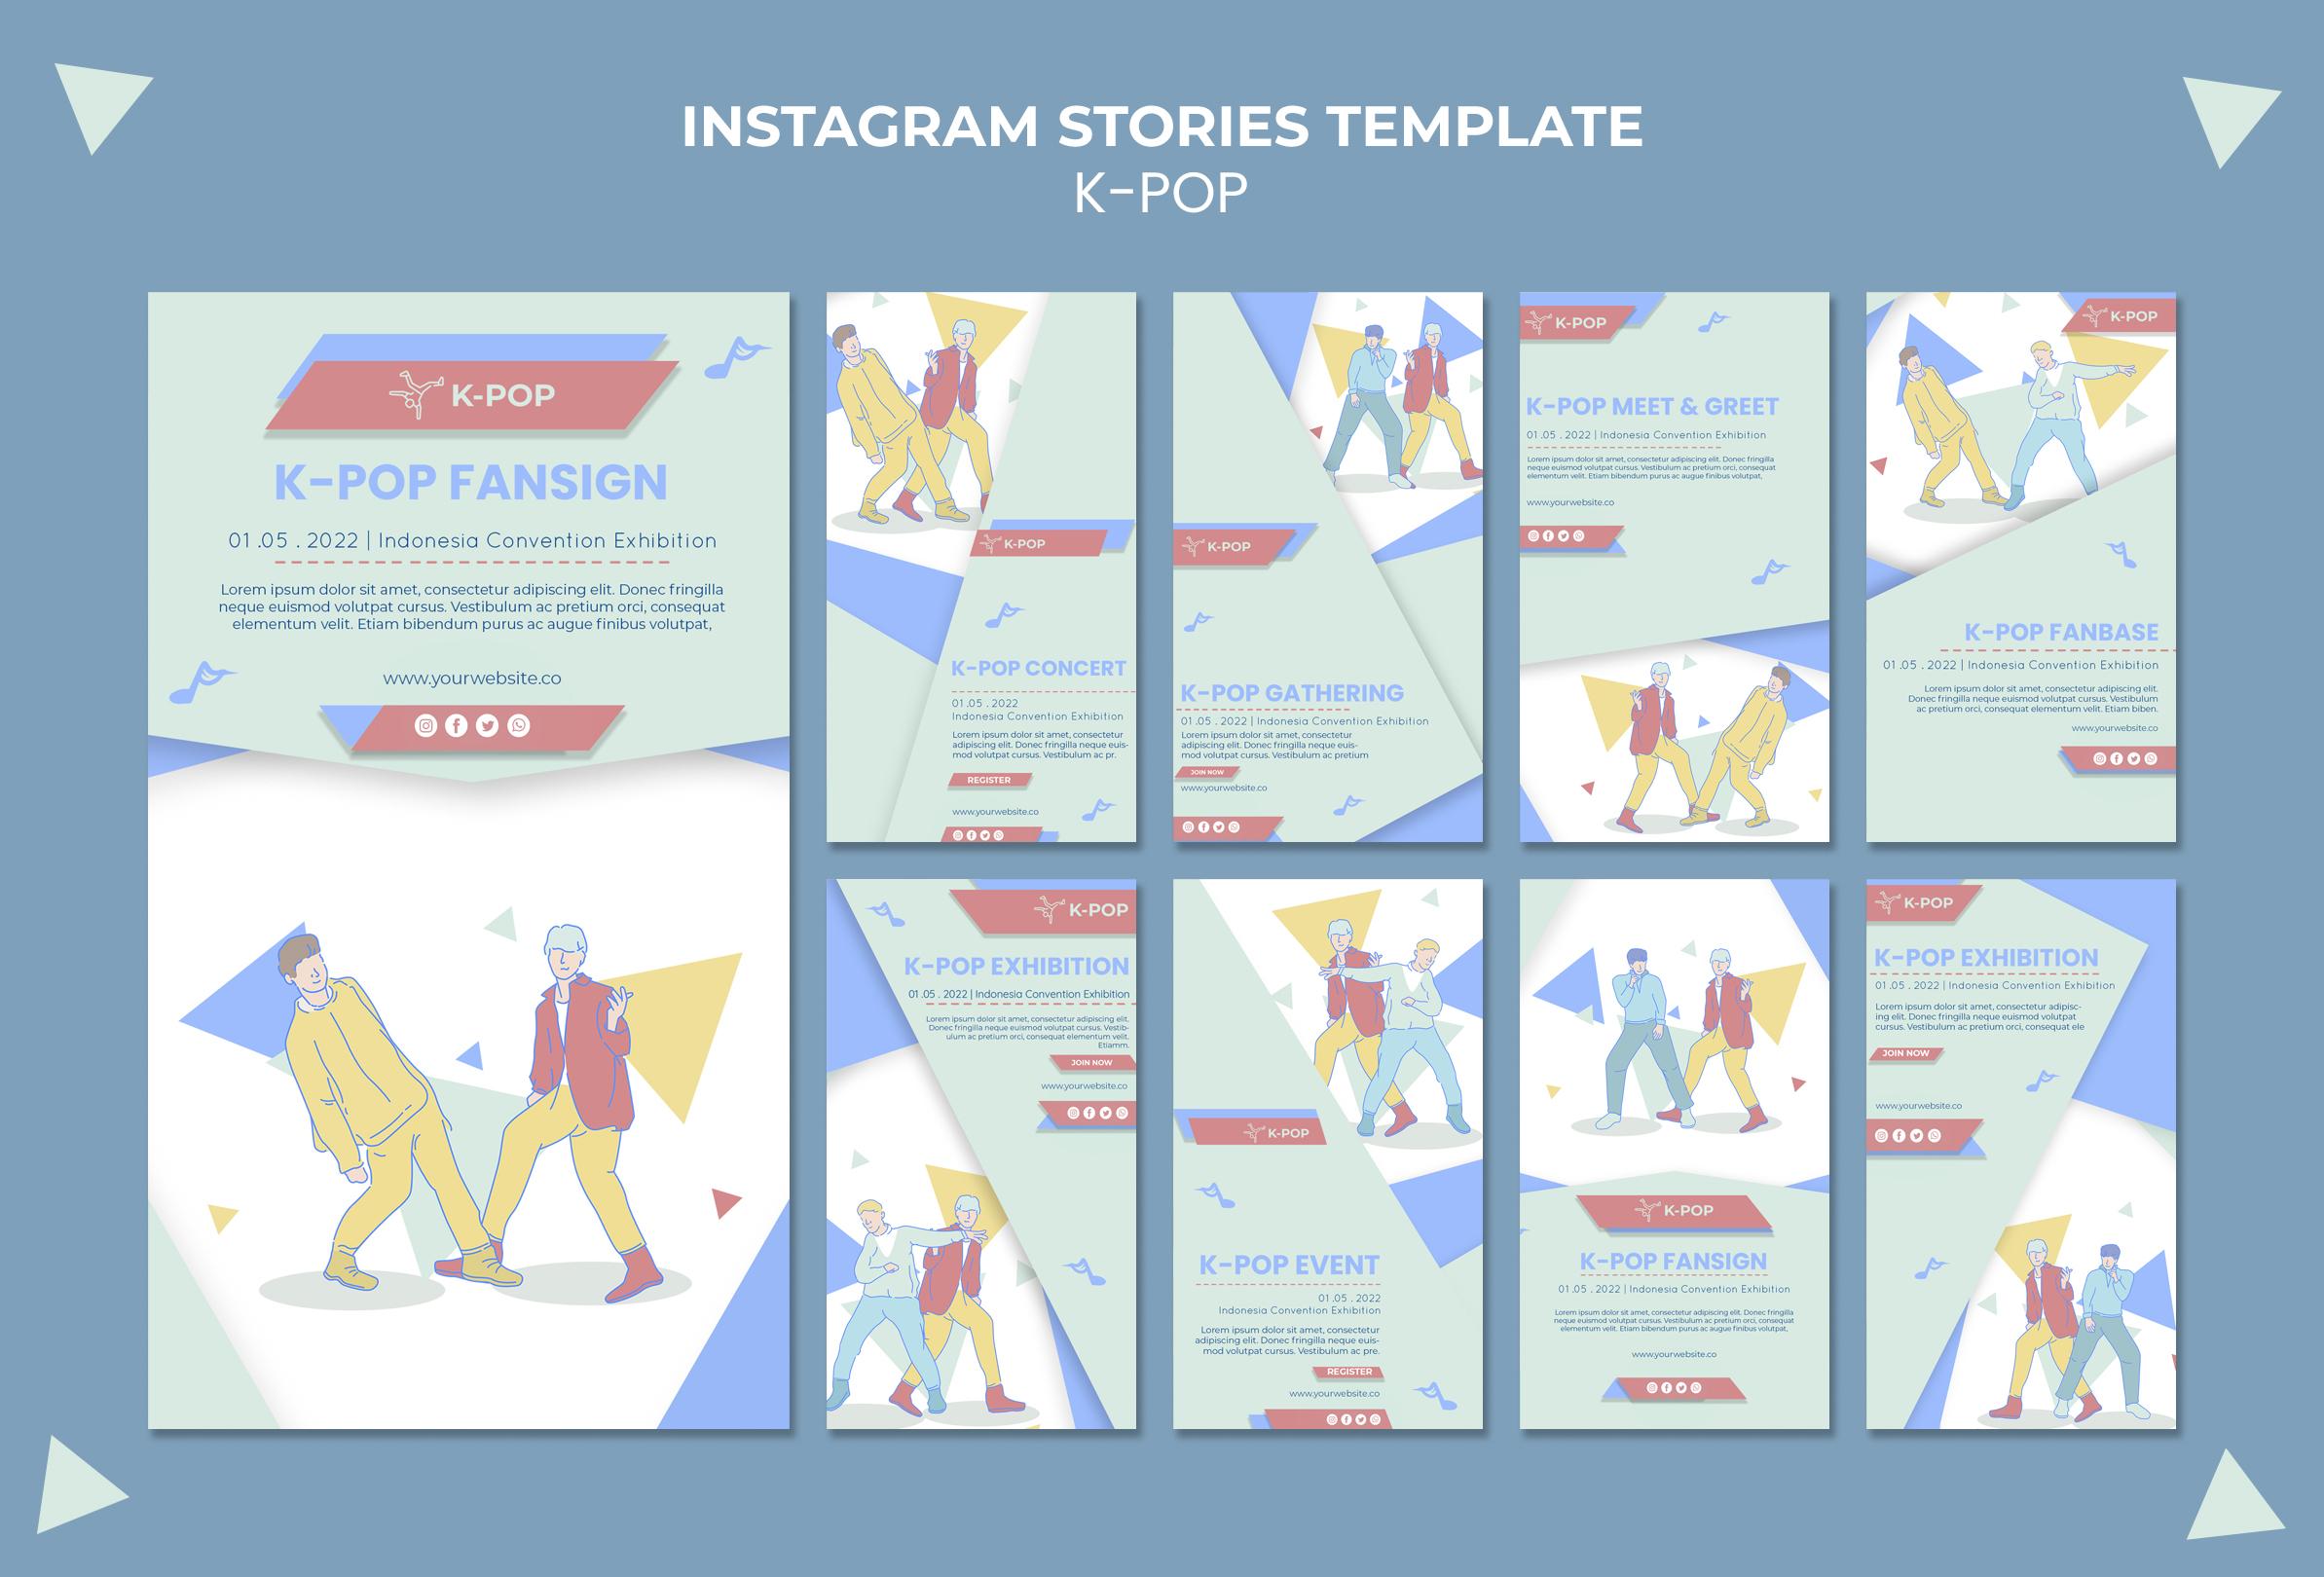 INSTAGRAM STORIES TEMPLATE
K-POP
K-POP
K-POP FANSIGN
01 .05 . 2022 | Indonesia Convention Exhibition
Lorem ipsum dolor sit amet, consectetur adipiscing elit. Donec fringilla
neque euismod volutpat cursus. Vestibulum ac pretium orci, consequat
elementum velit. Etiam bibendum purus ac augue finibus volutpat,
www.yourwebsite.co
K-POP
K-POP CONCERT
01 .05 . 2022
Indonesia Convention Exhibition
Lorem ipsum dolor sit amet, consectetur
adipiscing elit. Donec fringilla neque euis-
mod volutpat cursus. Vestibulum ac pr.
REGISTER
www.yourwebsite.co
K-POP
K-POP GATHERING
01 .05 . 2022 | Indonesia Convention Exhibition
Lorem ipsum dolor sit amet, consectetur
adipiscing elit. Donec fringilla neque euis-
mod volutpat cursus. Vestibulum ac pretium
JOIN NOW
www.yourwebsite.co
K-POP
K-POP MEET & GREET
01 .05 . 2022 | Indonesia Convention Exhibition
Lorem ipsum dolor sit amet, consectetur adipiscing elit. Donec fringilla
neque euismod volutpat cursus. Vestibulum ac pretium orci, consequat
elementum velit. Etiam bibendum purus ac augue finibus volutpat,
www.yourwebsite.co
K-POP
K-POP FANBASE
01 .05 . 2022 | Indonesia Convention Exhibition
Lorem ipsum dolor sit amet, consectetur adipiscing elit.
Donec fringilla neque euismod volutpat cursus. Vestibulum
ac pretium orci, consequat elementum velit. Etiam biben.
www.yourwebsite.co
K-POP
K-POP EXHIBITION
01 .05 . 2022 | Indonesia Convention Exhibition
Lorem ipsum dolor sit amet, consectetur adipiscing elit.
Donec fringilla neque euismod volutpat cursus. Vestib-
ulum ac pretium orci, consequat elementum velit.
Etiamm.
JOIN NOW
www.yourwebsite.co
K-POP
K-POP EVENT
01 .05 . 2022
Indonesia Convention Exhibition
Lorem ipsum dolor sit amet, consectetur
adipiscing elit. Donec fringilla neque euis-
mod volutpat cursus. Vestibulum ac pre.
REGISTER
www.yourwebsite.co
K-POP
K-POP FANSIGN
01 .05 . 2022 | Indonesia Convention Exhibition
Lorem ipsum dolor sit amet, consectetur adipiscing elit. Donec fringilla
neque euismod volutpat cursus. Vestibulum ac pretium orci, consequat
elementum velit. Etiam bibendum purus ac augue finibus volutpat,
www.yourwebsite.co
K-POP
K-POP EXHIBITION
01 .05 . 2022 | Indonesia Convention Exhibition
Lorem ipsum dolor sit amet, consectetur adipisc-
ing elit. Donec fringilla neque euismod volutpat
cursus. Vestibulum ac pretium orci, consequat ele
JOIN NOW
www.yourwebsite.co